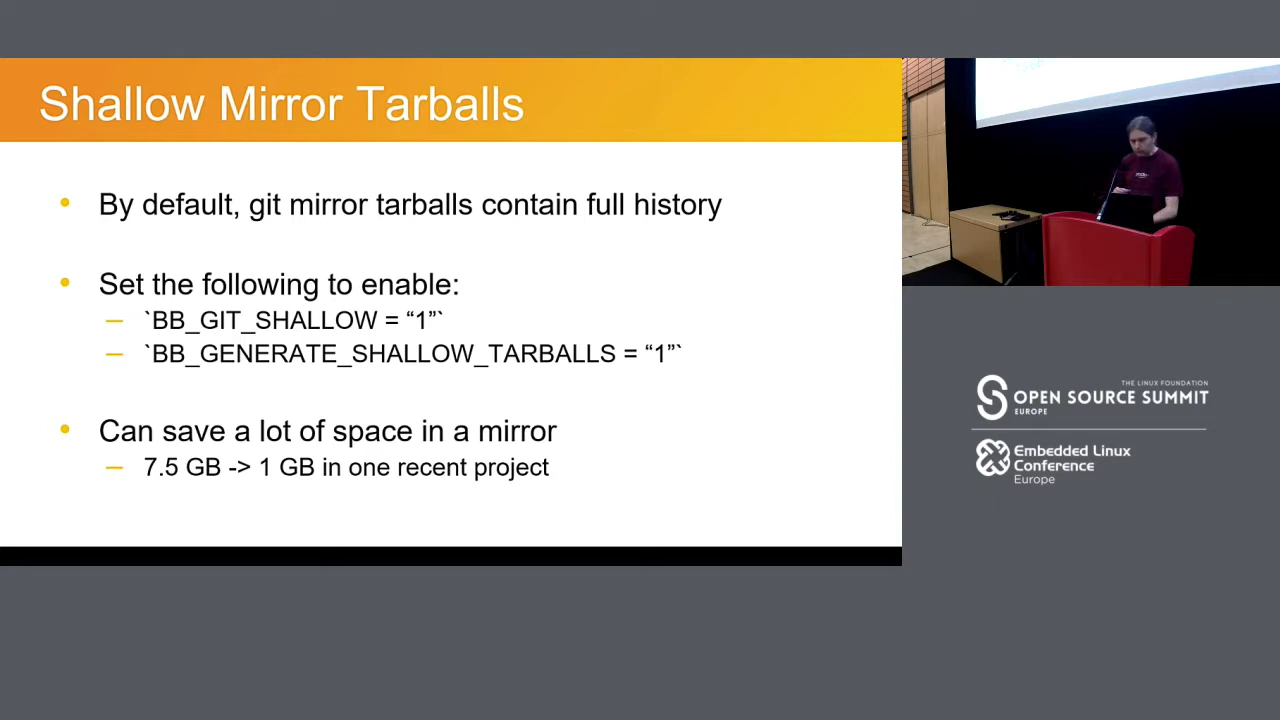 Shallow Mirror Tarballs
• By default, git mirror tarballs contain full history
• Set the following to enable:
– `BB_GIT_SHALLOW = “1”`
– `BB_GENERATE_SHALLOW_TARBALLS = “1”`
• Can save a lot of space in a mirror
– 7.5 GB -> 1 GB in one recent project
THE LINUX FOUNDATION
OPEN SOURCE SUMMIT
EUROPE
Embedded Linux
Conference
Europe